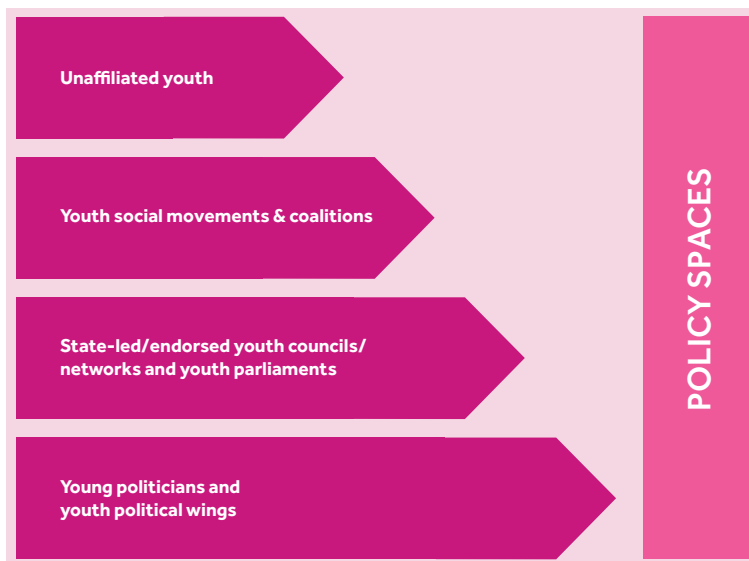 Unaffiliated youth
Youth social movements & coalitions
State-led/endorsed youth councils/
networks and youth parliaments
Young politicians and
youth political wings
POLICY SPACES